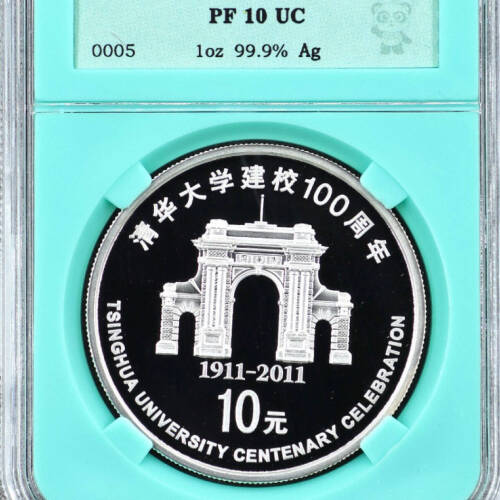 PF 10 UC
0005 1oz 99.9% Ag
清华大学建校100周年
1911-2011
10元
TSINGHUA UNIVERSITY CENTENARY CELEBRATION